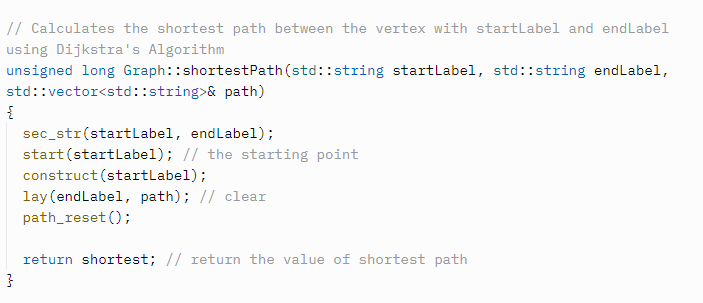 // Calculates the shortest path between the vertex with startLabel and endLabel
using Dijkstra's Algorithm
unsigned long Graph::shortestPath(std::string startLabel, std::string endLabel,
std::vector<std::string>& path)
{
  sec_str(startLabel, endLabel);
  start(startLabel); // the starting point
  construct(startLabel);
  lay(endLabel, path); // clear
  path_reset();

  return shortest; // return the value of shortest path
}